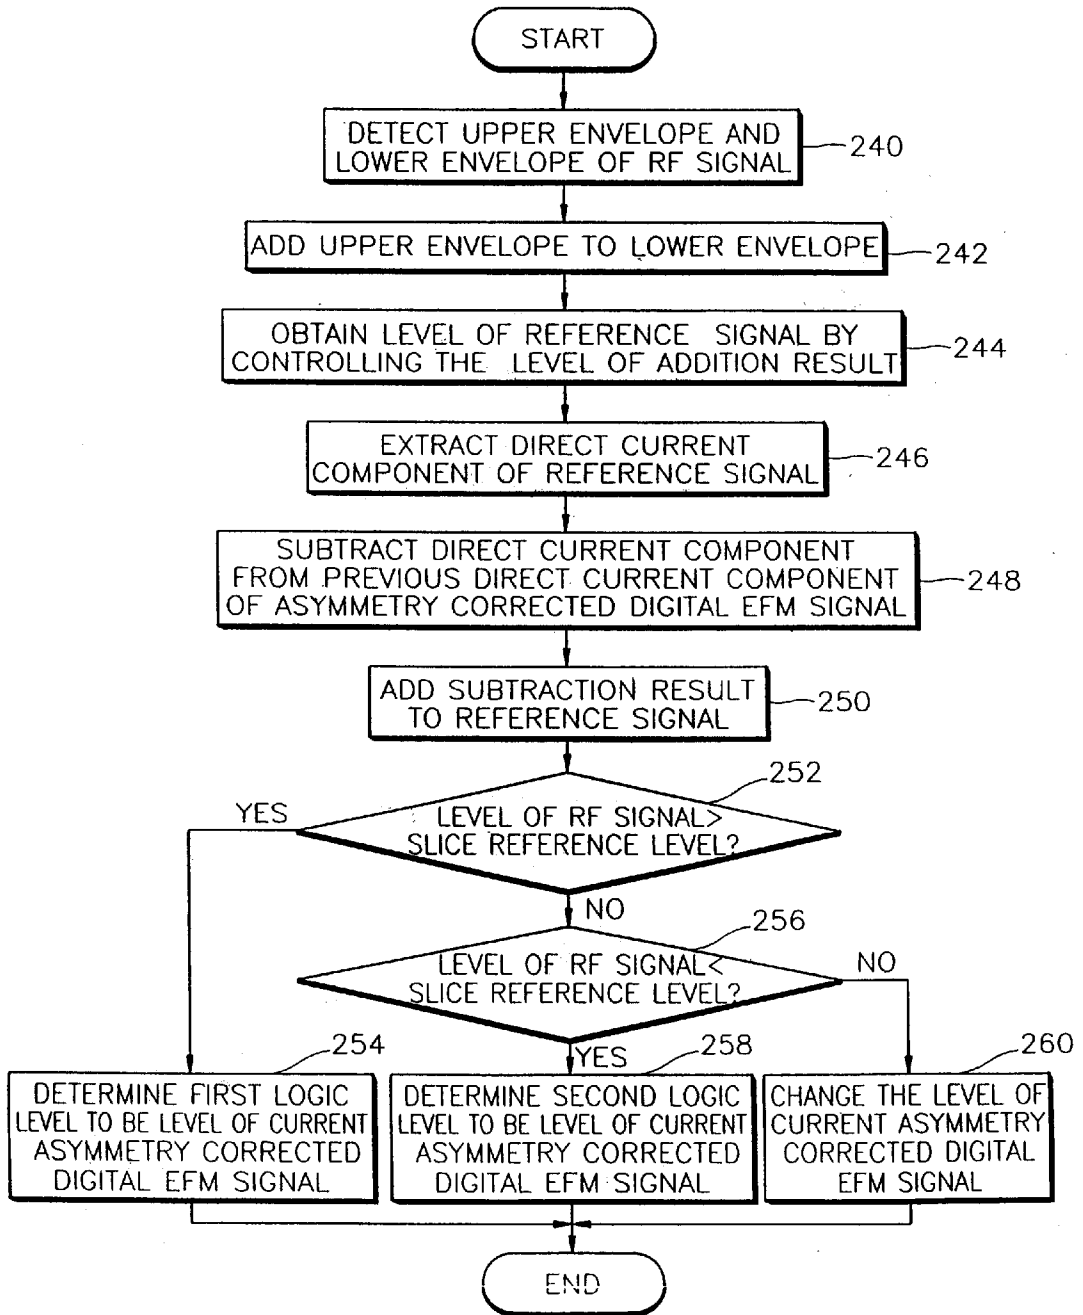 START
DETECT UPPER ENVELOPE AND
LOWER ENVELOPE OF RF SIGNAL
240
ADD UPPER ENVELOPE TO LOWER ENVELOPE
242
OBTAIN LEVEL OF REFERENCE SIGNAL BY
CONTROLLING THE LEVEL OF ADDITION RESULT
244
EXTRACT DIRECT CURRENT
COMPONENT OF REFERENCE SIGNAL
246
SUBTRACT DIRECT CURRENT COMPONENT
FROM PREVIOUS DIRECT CURRENT COMPONENT
OF ASYMMETRY CORRECTED DIGITAL EFM SIGNAL
248
ADD SUBTRACTION RESULT
TO REFERENCE SIGNAL
250
252
YES
LEVEL OF RF SIGNAL>
SLICE REFERENCE LEVEL?
NO
256
LEVEL OF RF SIGNAL<
SLICE REFERENCE LEVEL?
NO
YES
254
DETERMINE FIRST LOGIC
LEVEL TO BE LEVEL OF CURRENT
ASYMMETRY CORRECTED
DIGITAL EFM SIGNAL
258
DETERMINE SECOND LOGIC
LEVEL TO BE LEVEL OF CURRENT
ASYMMETRY CORRECTED
DIGITAL EFM SIGNAL
260
CHANGE THE LEVEL OF
CURRENT ASYMMETRY
CORRECTED DIGITAL
EFM SIGNAL
END